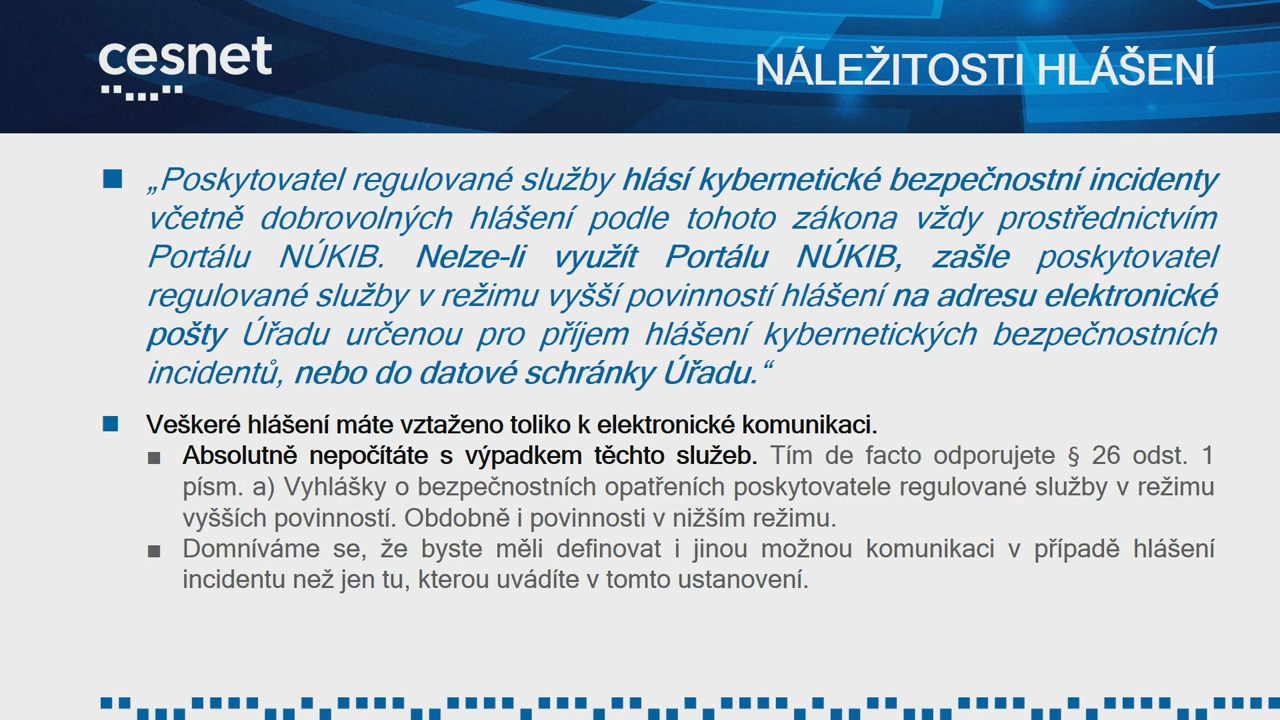 cesnet
NÁLEŽITOSTI HLÁŠENÍ
„Poskytovatel regulované služby hlásí kybernetické bezpečnostní incidenty
včetně dobrovolných hlášení podle tohoto zákona vždy prostřednictvím
Portálu NÚKIB. Nelze-li využít Portálu NÚKIB, zašle poskytovatel
regulované služby v režimu vyšší povinností hlášení na adresu elektronické
pošty Úřadu určenou pro příjem hlášení kybernetických bezpečnostních
incidentů, nebo do datové schránky Úřadu.“
Veškeré hlášení máte vztaženo toliko k elektronické komunikaci.
Absolutně nepočítáte s výpadkem těchto služeb. Tím de facto odporujete § 26 odst. 1
písm. a) Vyhlášky o bezpečnostních opatřeních poskytovatele regulované služby v režimu
vyšších povinností. Obdobně i povinnosti v nižším režimu.
Domníváme se, že byste měli definovat i jinou možnou komunikaci v případě hlášení
incidentu než jen tu, kterou uvádíte v tomto ustanovení.